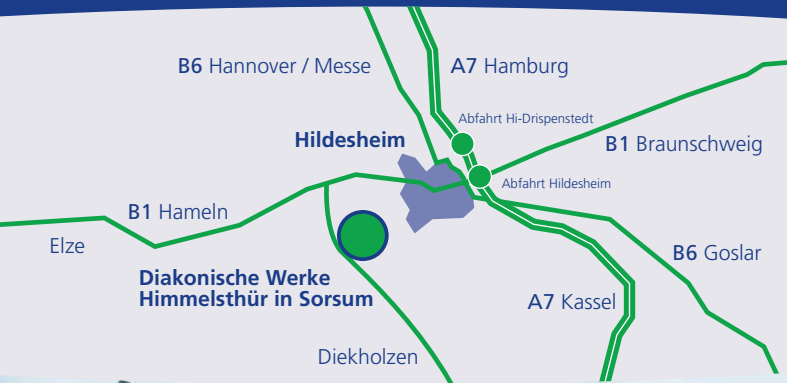 B6 Hannover / Messe
A7 Hamburg
Abfahrt Hi-Drispenstedt
Hildesheim
B1 Braunschweig
Abfahrt Hildesheim
B1 Hameln
Elze
B6 Goslar
Diakonische Werke
Himmelsthür in Sorsum
A7 Kassel
Diekholzen